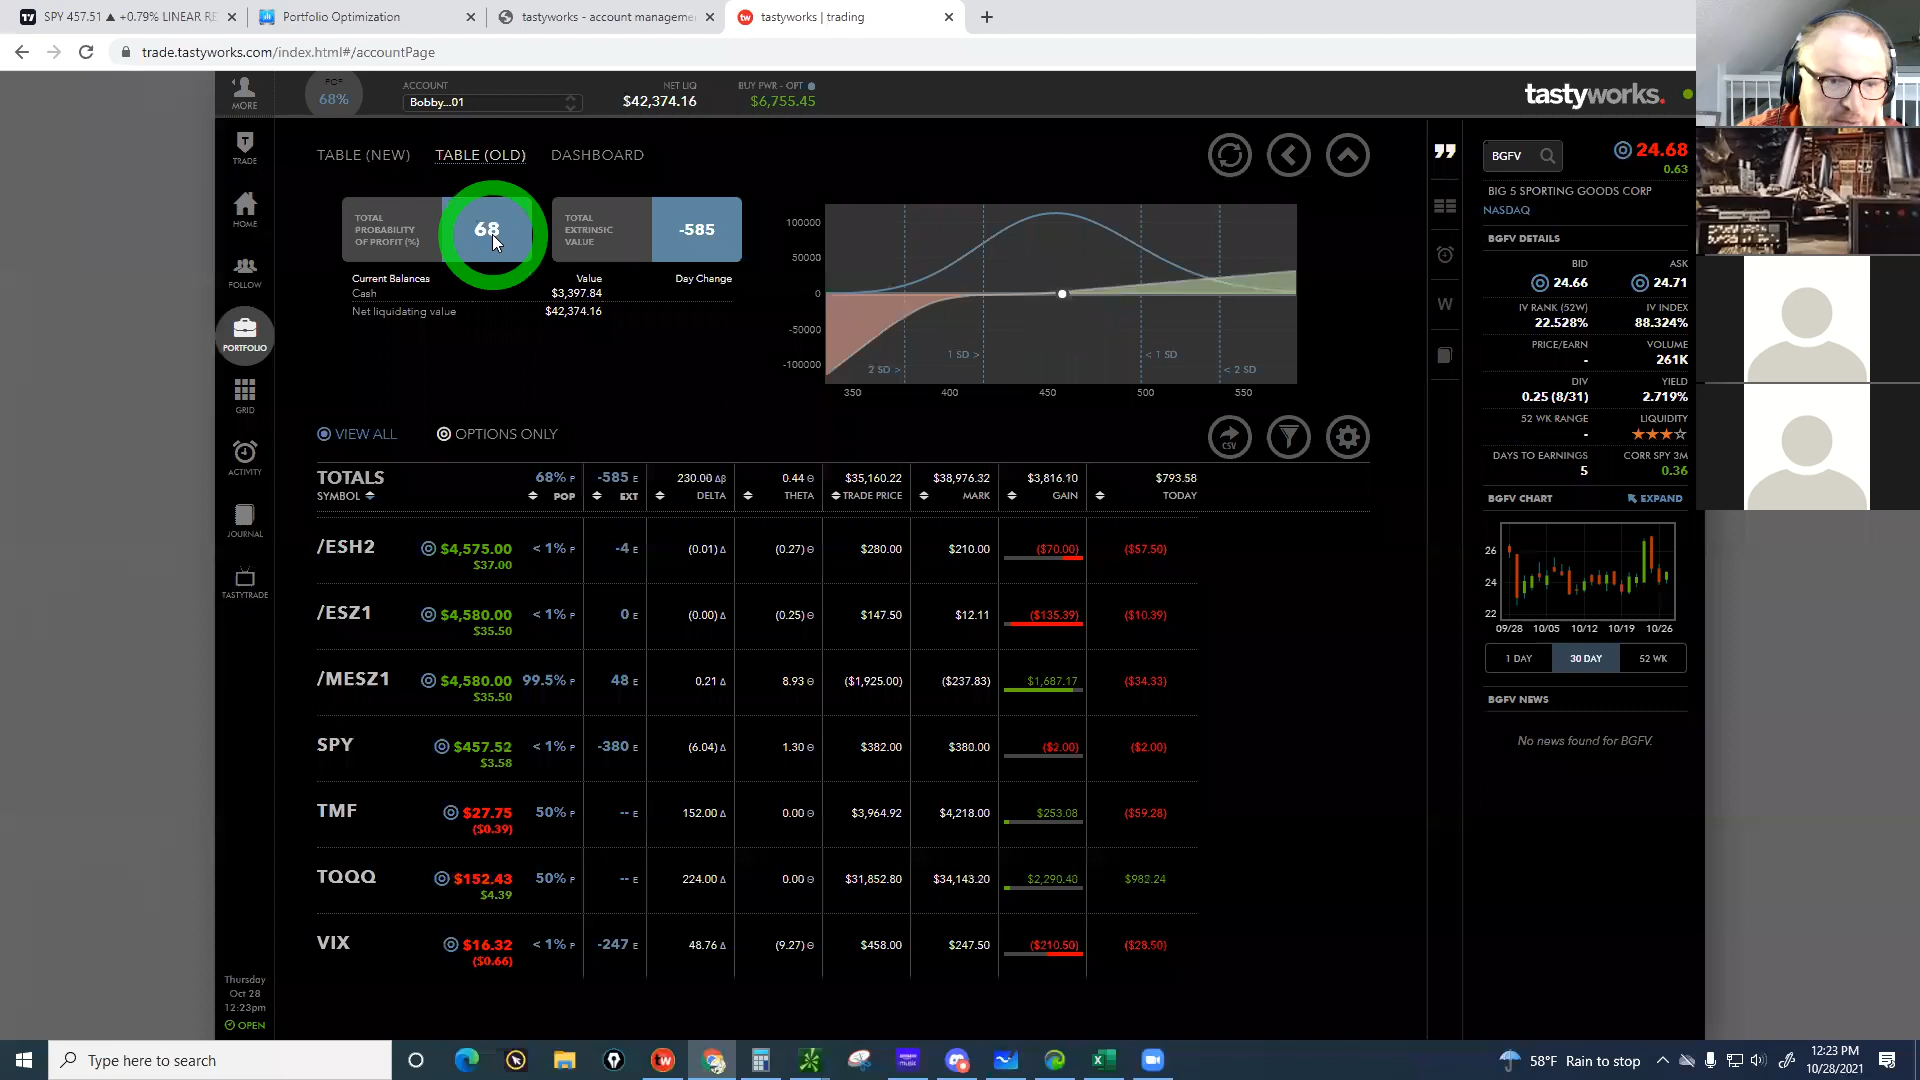 SPY 457.51 ▲ +0.79% LINEAR RE
Portfolio Optimization
tastyworks - account managemen
tastyworks | trading
trade.tastyworks.com/index.html#/accountPage
MORE
POP
68%
ACCOUNT
Bobby...01
NET LIQ
$42,374.16
BUY PWR - OPT
$6,755.45
tastyworks.
TRADE
HOME
FOLLOW
PORTFOLIO
GRID
ACTIVITY
JOURNAL
TASTYTRADE
Thursday
Oct 28
12:23pm
OPEN
TABLE (NEW)
TABLE (OLD)
DASHBOARD
TOTAL
PROBABILITY
OF PROFIT (%)
68
TOTAL
EXTRINSIC
VALUE
-585
Current Balances Value Day Change
Cash $3,397.84
Net liquidating value $42,374.16
100000
50000
0
-50000
-100000
2 SD >
1 SD >
< 1 SD
< 2 SD
350 400 450 500 550
VIEW ALL
OPTIONS ONLY
CSV
TOTALS 68% P -585 E 230.00 Δβ 0.44 Θ $35,160.22 $38,976.32 $3,816.10 $793.58
SYMBOL POP EXT DELTA THETA TRADE PRICE MARK GAIN TODAY
/ESH2 $4,575.00 < 1% P -4 E (0.01) Δ (0.27) Θ $280.00 $210.00 ($70.00) ($57.50)
$37.00
/ESZ1 $4,580.00 < 1% P 0 E (0.00) Δ (0.25) Θ $147.50 $12.11 ($135.39) ($10.39)
$35.50
/MESZ1 $4,580.00 99.5% P 48 E 0.21 Δ 8.93 Θ ($1,925.00) ($237.83) $1,687.17 ($34.33)
$35.50
SPY $457.52 < 1% P -380 E (6.04) Δ 1.30 Θ $382.00 $380.00 ($2.00) ($2.00)
$3.58
TMF $27.75 50% P -- E 152.00 Δ 0.00 Θ $3,964.92 $4,218.00 $253.08 ($59.28)
($0.39)
TQQQ $152.43 50% P -- E 224.00 Δ 0.00 Θ $31,852.80 $34,143.20 $2,290.40 $982.24
$4.39
VIX $16.32 < 1% P -247 E 48.76 Δ (9.27) Θ $458.00 $247.50 ($210.50) ($28.50)
($0.66)
W
BGFV
24.68
0.63
BIG 5 SPORTING GOODS CORP
NASDAQ
BGFV DETAILS
BID ASK
24.66 24.71
IV RANK (52W) IV INDEX
22.528% 88.324%
PRICE/EARN VOLUME
- 261K
DIV YIELD
0.25 (8/31) 2.719%
52 WK RANGE LIQUIDITY
-
DAYS TO EARNINGS CORR SPY 3M
5 0.36
BGFV CHART EXPAND
26
24
22
09/28 10/05 10/12 10/19 10/26
1 DAY 30 DAY 52 WK
BGFV NEWS
No news found for BGFV.
Type here to search
58°F Rain to stop
12:23 PM
10/28/2021